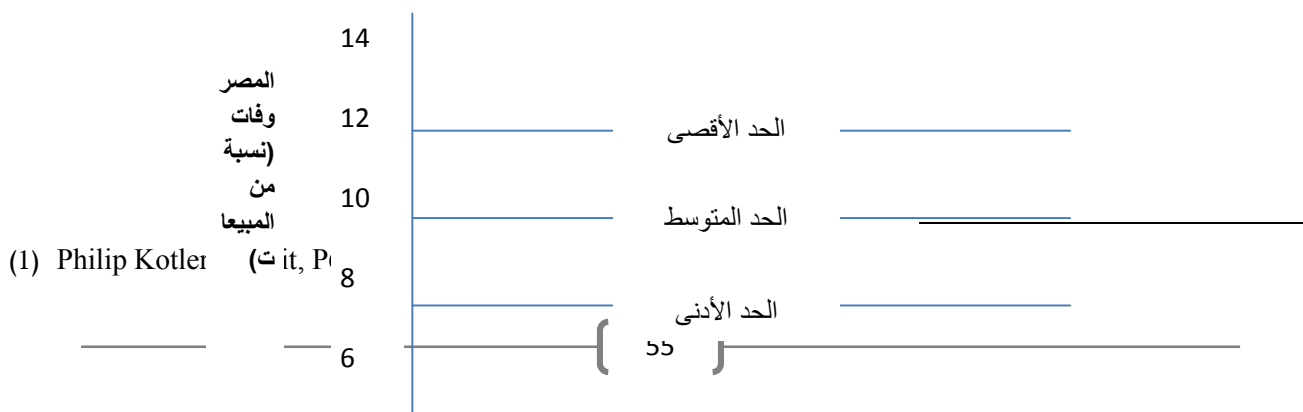 14
المصر
وفات
(نسبة
من
المبيعا
ت)
12
الحد الأقصى
10
الحد المتوسط
(1) Philip Kotler it, P
8
الحد الأدنى
6
55